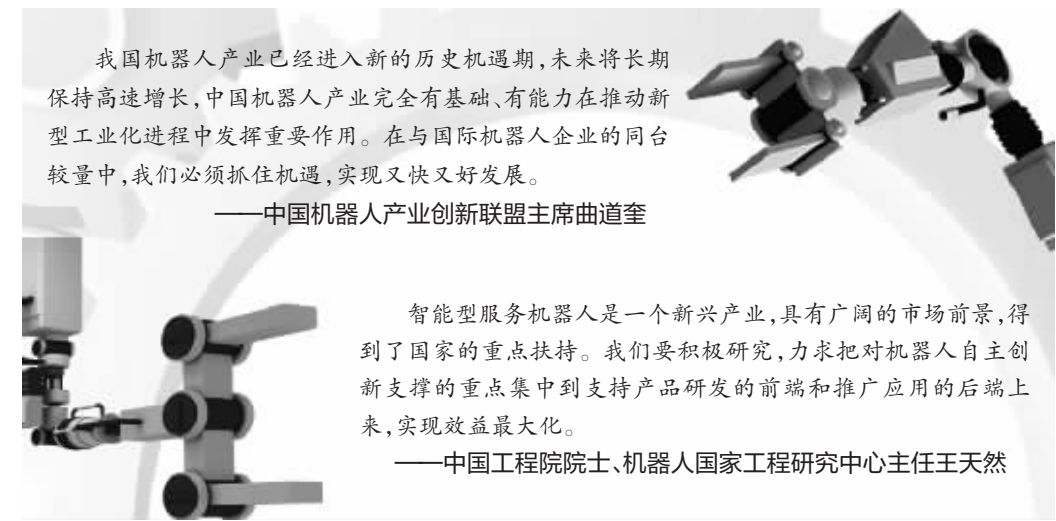 我国机器人产业已经进入新的历史机遇期,未来将长期
保持高速增长,中国机器人产业完全有基础、有能力在推动新
型工业化进程中发挥重要作用。在与国际机器人企业的同台
较量中,我们必须抓住机遇,实现又快又好发展。
——中国机器人产业创新联盟主席曲道奎
智能型服务机器人是一个新兴产业,具有广阔的市场前景,得
到了国家的重点扶持。我们要积极研究,力求把对机器人自主创
新支撑的重点集中到支持产品研发的前端和推广应用的后端上
来,实现效益最大化。
——中国工程院院士、机器人国家工程研究中心主任王天然